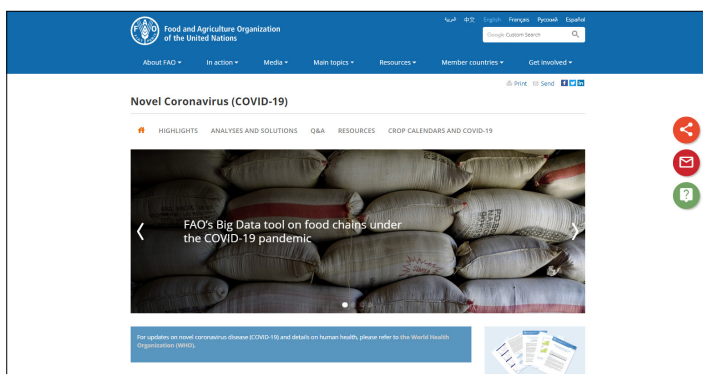 العربية 中文 English Français Русский Español
Food and Agriculture Organization
of the United Nations
Google Custom Search
About FAO In action Media Main topics Resources Member countries Get involved
Print Send
Novel Coronavirus (COVID-19)
HIGHLIGHTS ANALYSES AND SOLUTIONS Q&A RESOURCES CROP CALENDARS AND COVID-19
FAO's Big Data tool on food chains under
the COVID-19 pandemic
For updates on novel coronavirus disease (COVID-19) and details on human health, please refer to the World Health
Organization (WHO).